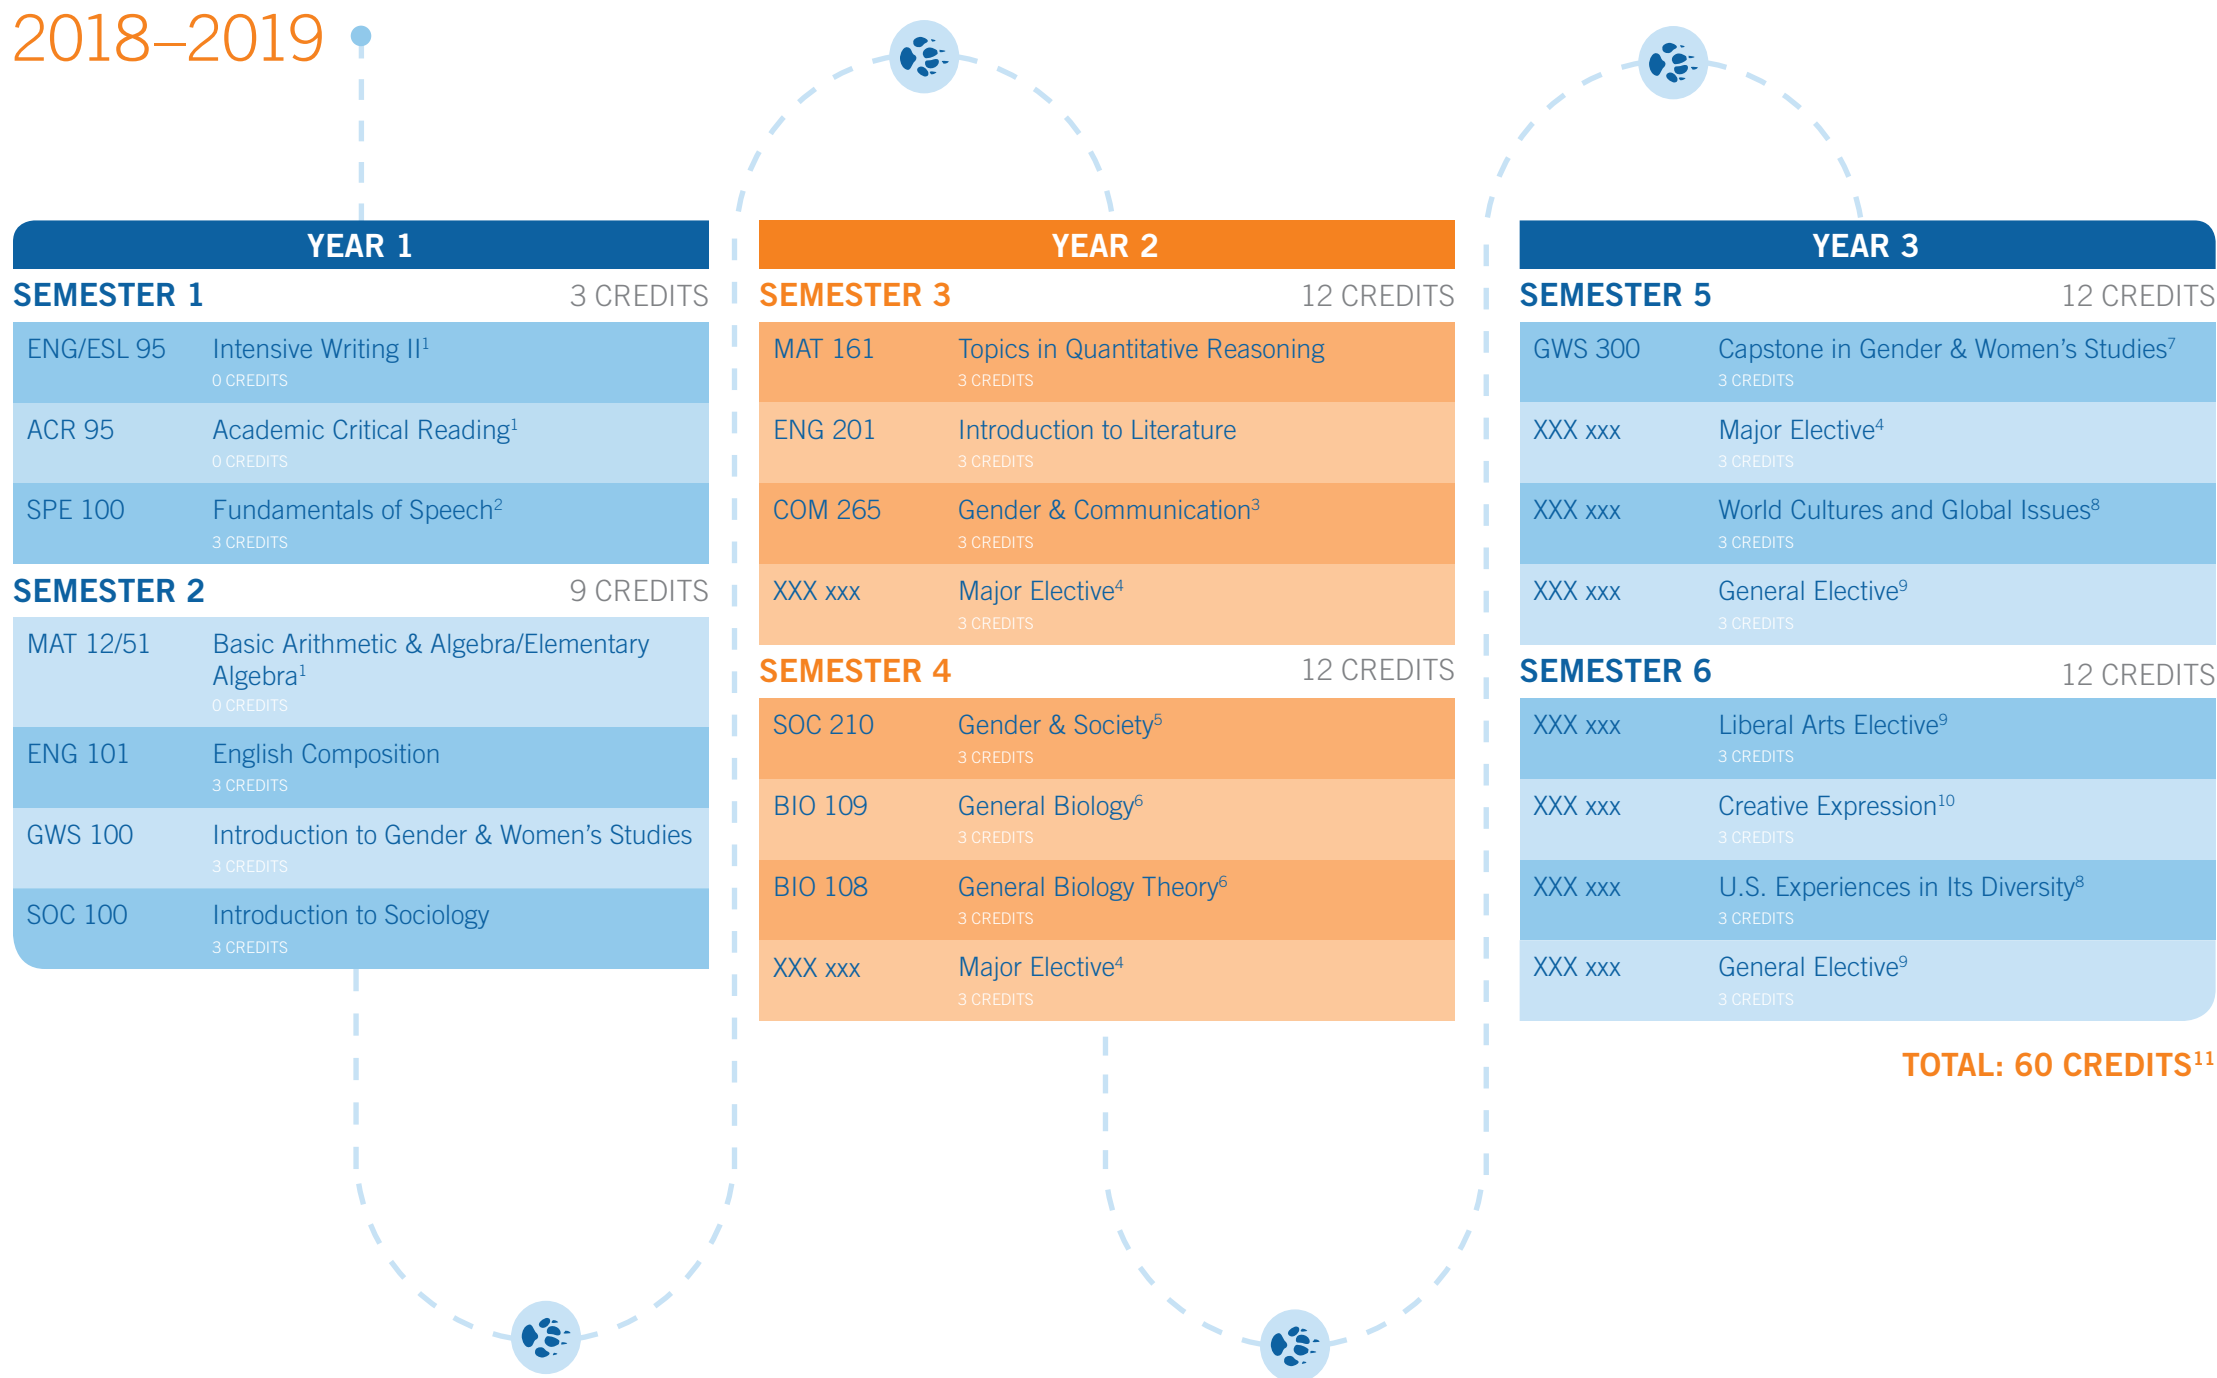 2018–2019
YEAR 1
SEMESTER 1 3 CREDITS
ENG/ESL 95 Intensive Writing II¹
0 CREDITS
ACR 95 Academic Critical Reading¹
0 CREDITS
SPE 100 Fundamentals of Speech²
3 CREDITS
SEMESTER 2 9 CREDITS
MAT 12/51 Basic Arithmetic & Algebra/Elementary
Algebra¹
0 CREDITS
ENG 101 English Composition
3 CREDITS
GWS 100 Introduction to Gender & Women’s Studies
3 CREDITS
SOC 100 Introduction to Sociology
3 CREDITS
YEAR 2
SEMESTER 3 12 CREDITS
MAT 161 Topics in Quantitative Reasoning
3 CREDITS
ENG 201 Introduction to Literature
3 CREDITS
COM 265 Gender & Communication³
3 CREDITS
XXX xxx Major Elective⁴
3 CREDITS
SEMESTER 4 12 CREDITS
SOC 210 Gender & Society⁵
3 CREDITS
BIO 109 General Biology⁶
3 CREDITS
BIO 108 General Biology Theory⁶
3 CREDITS
XXX xxx Major Elective⁴
3 CREDITS
YEAR 3
SEMESTER 5 12 CREDITS
GWS 300 Capstone in Gender & Women’s Studies⁷
3 CREDITS
XXX xxx Major Elective⁴
3 CREDITS
XXX xxx World Cultures and Global Issues⁸
3 CREDITS
XXX xxx General Elective⁹
3 CREDITS
SEMESTER 6 12 CREDITS
XXX xxx Liberal Arts Elective⁹
3 CREDITS
XXX xxx Creative Expression¹⁰
3 CREDITS
XXX xxx U.S. Experiences in Its Diversity⁸
3 CREDITS
XXX xxx General Elective⁹
3 CREDITS
TOTAL: 60 CREDITS¹¹